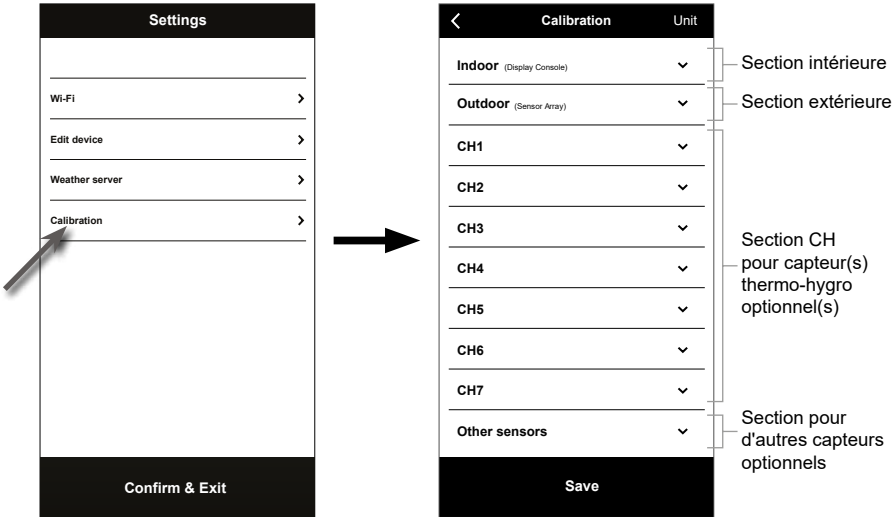 Settings
Wi-Fi
Edit device
Weather server
Calibration
Confirm & Exit
Calibration Unit
Indoor (Display Console)
Outdoor (Sensor Array)
CH1
CH2
CH3
CH4
CH5
CH6
CH7
Other sensors
Save
Section intérieure
Section extérieure
Section CH
pour capteur(s)
thermo-hygro
optionnel(s)
Section pour
d'autres capteurs
optionnels